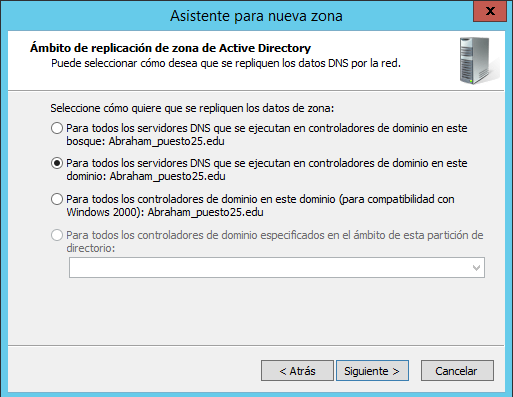 Asistente para nueva zona
x
Ámbito de replicación de zona de Active Directory
Puede seleccionar cómo desea que se repliquen los datos DNS por la red.
Seleccione cómo quiere que se repliquen los datos de zona:
Para todos los servidores DNS que se ejecutan en controladores de dominio en este
bosque: Abraham_puesto25.edu
Para todos los servidores DNS que se ejecutan en controladores de dominio en este
dominio: Abraham_puesto25.edu
Para todos los controladores de dominio en este dominio (para compatibilidad con
Windows 2000): Abraham_puesto25.edu
Para todos los controladores de dominio especificados en el ámbito de esta partición de
directorio:
< Atrás
Siguiente >
Cancelar